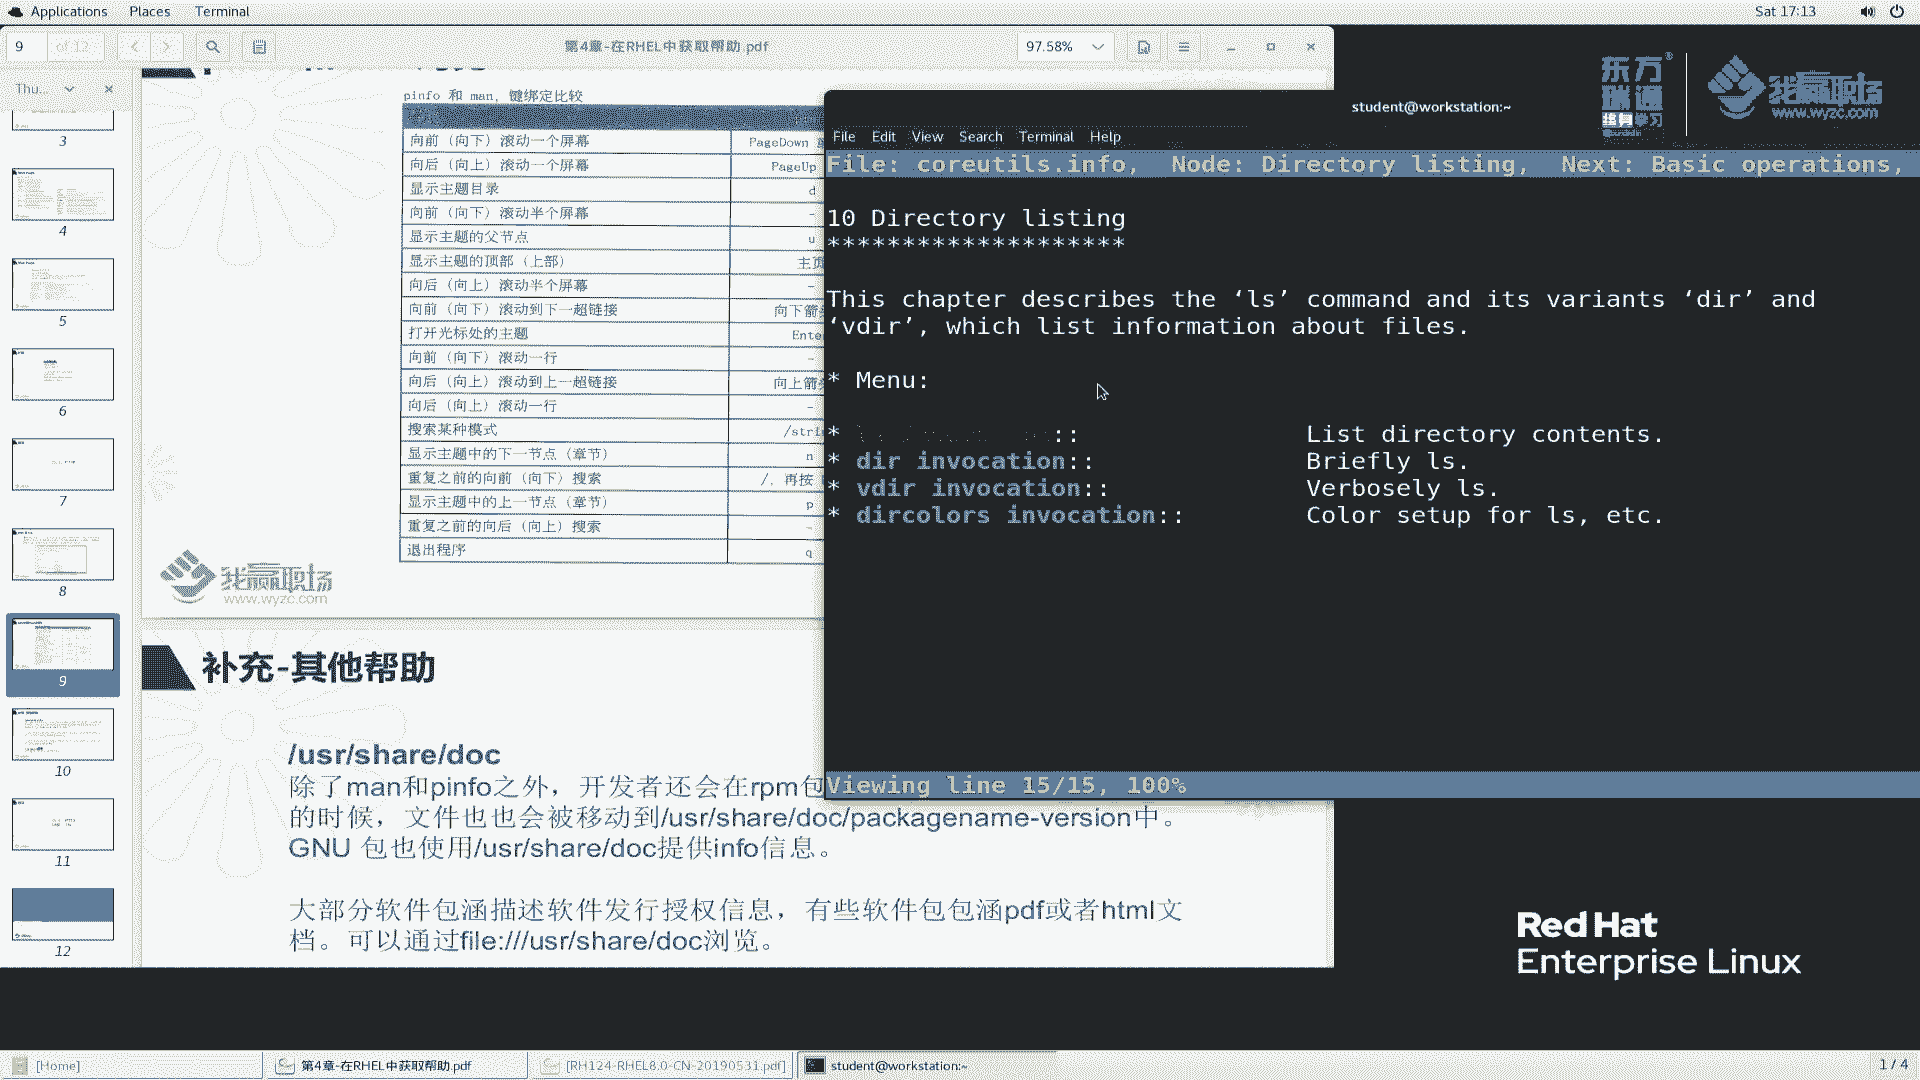 Applications Places Terminal Sat 17:13
9 of 12 第4章-在RHEL中获取帮助.pdf 97.58%
Thu...
3
4
5
6
7
8
9
10
11
12
pinfo 和 man, 键绑定比较
向前（向下）滚动一个屏幕 PageDown
向后（向上）滚动一个屏幕 PageUp
显示主题目录 d
向前（向下）滚动半个屏幕 -
显示主题的父节点 u
显示主题的顶部（上部） 主页
向后（向上）滚动半个屏幕 -
向前（向下）滚动到下一超链接 向下箭
打开光标处的主题 Enter
向前（向下）滚动一行 -
向后（向上）滚动到上一超链接 向上箭
向后（向上）滚动一行 -
搜索某种模式 /stri
显示主题中的下一节点（章节） n
重复之前的向前（向下）搜索 /, 再按
显示主题中的上一节点（章节） p
重复之前的向后（向上）搜索 -
退出程序 q
我赢职场
www.wyzc.com
补充-其他帮助
/usr/share/doc
除了man和pinfo之外，开发者还会在rpm包
的时候，文件也也会被移动到/usr/share/doc/packagename-version中。
GNU 包也使用/usr/share/doc提供info信息。
大部分软件包涵描述软件发行授权信息，有些软件包包涵pdf或者html文
档。可以通过file:///usr/share/doc浏览。
student@workstation:~
File Edit View Search Terminal Help
File: coreutils.info, Node: Directory listing, Next: Basic operations,
10 Directory listing
********************
This chapter describes the ‘ls’ command and its variants ‘dir’ and
‘vdir’, which list information about files.
* Menu:
* :: List directory contents.
* dir invocation:: Briefly ls.
* vdir invocation:: Verbosely ls.
* dircolors invocation:: Color setup for ls, etc.
Viewing line 15/15, 100%
东方瑞通®
终身学习
我赢职场
www.wyzc.com
Red Hat
Enterprise Linux
[Home] 第4章-在RHEL中获取帮助.pdf [RH124-RHEL8.0-CN-20190531.pdf] student@workstation:~ 1 / 4